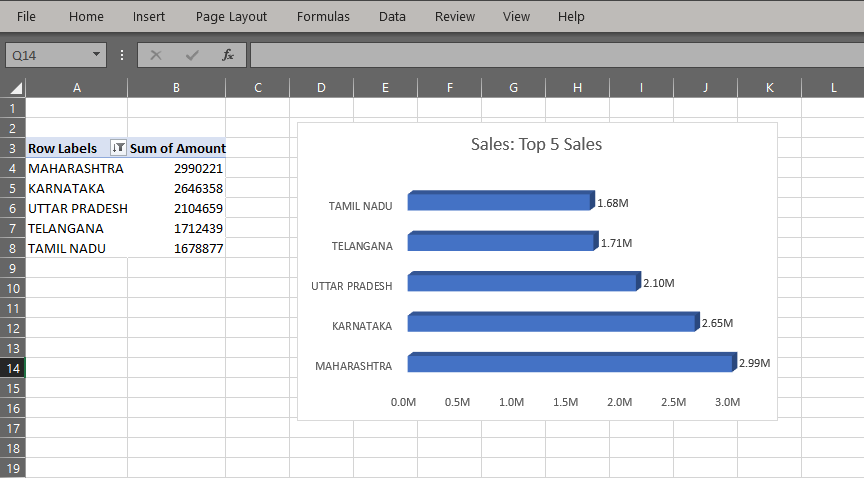 File Home Insert Page Layout Formulas Data Review View Help
Q14 fx
A B C D E F G H I J K L
1
2
3 Row Labels Sum of Amount
4 MAHARASHTRA 2990221
5 KARNATAKA 2646358
6 UTTAR PRADESH 2104659
7 TELANGANA 1712439
8 TAMIL NADU 1678877
9
10
11
12
13
14
15
16
17
18
19
Sales: Top 5 Sales
TAMIL NADU 1.68M
TELANGANA 1.71M
UTTAR PRADESH 2.10M
KARNATAKA 2.65M
MAHARASHTRA 2.99M
0.0M 0.5M 1.0M 1.5M 2.0M 2.5M 3.0M